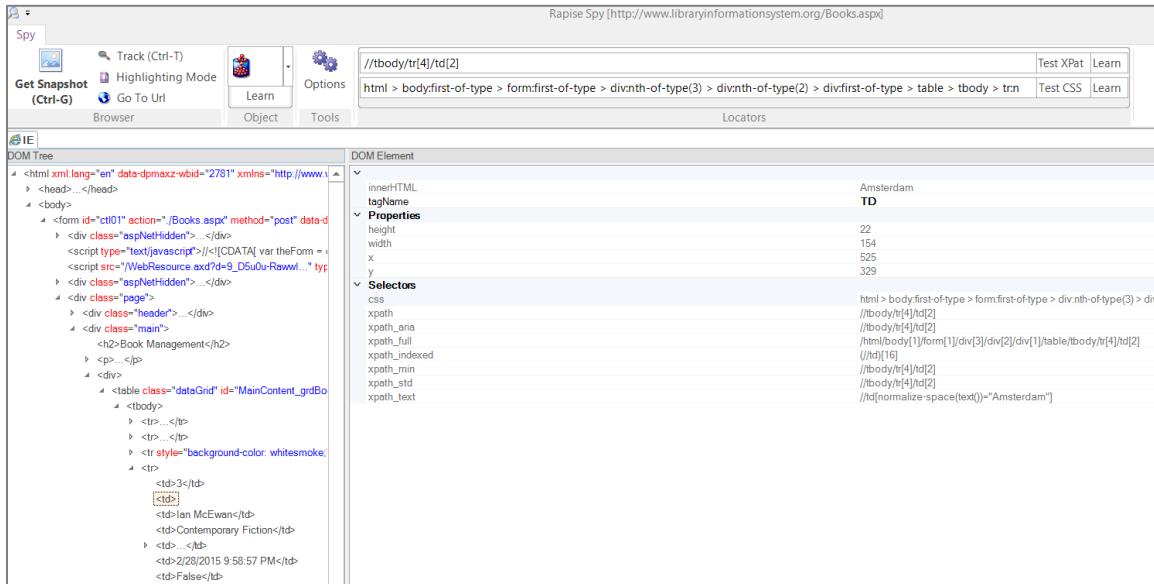 Rapise Spy [http://www.libraryinformationsystem.org/Books.aspx]
Spy
Get Snapshot
(Ctrl-G)
Track (Ctrl-T)
Highlighting Mode
Go To Url
Browser
Learn
Object
Options
Tools
//tbody/tr[4]/td[2]
Test XPat
Learn
html > body:first-of-type > form:first-of-type > div:nth-of-type(3) > div:nth-of-type(2) > div:first-of-type > table > tbody > tr:n
Test CSS
Learn
Locators
IE
DOM Tree
<html xml:lang="en" data-dpmaxz-wbid="2781" xmlns="http://www.
<head>...</head>
<body>
<form id="ctl01" action="./Books.aspx" method="post" data-d
<div class="aspNetHidden">...</div>
<script type="text/javascript">//<![CDATA[ var theForm =
<script src="/WebResource.axd?d=9_D5u0u-Rawwl..." typ
<div class="aspNetHidden">...</div>
<div class="page">
<div class="header">...</div>
<div class="main">
<h2>Book Management</h2>
<p>...</p>
<div>
<table class="dataGrid" id="MainContent_grdBo
<tbody>
<tr>...</tr>
<tr>...</tr>
<tr style="background-color: whitesmoke;
<tr>
<td>3</td>
<td>
<td>Ian McEwan</td>
<td>Contemporary Fiction</td>
<td>...</td>
<td>2/28/2015 9:58:57 PM</td>
<td>False</td>
DOM Element
innerHTML Amsterdam
tagName TD
Properties
height 22
width 154
x 525
y 329
Selectors
css html > body:first-of-type > form:first-of-type > div:nth-of-type(3) > di
xpath //tbody/tr[4]/td[2]
xpath_aria //tbody/tr[4]/td[2]
xpath_full /html/body[1]/form[1]/div[3]/div[2]/div[1]/table/tbody/tr[4]/td[2]
xpath_indexed (//td)[16]
xpath_min //tbody/tr[4]/td[2]
xpath_std //tbody/tr[4]/td[2]
xpath_text //td[normalize-space(text())="Amsterdam"]